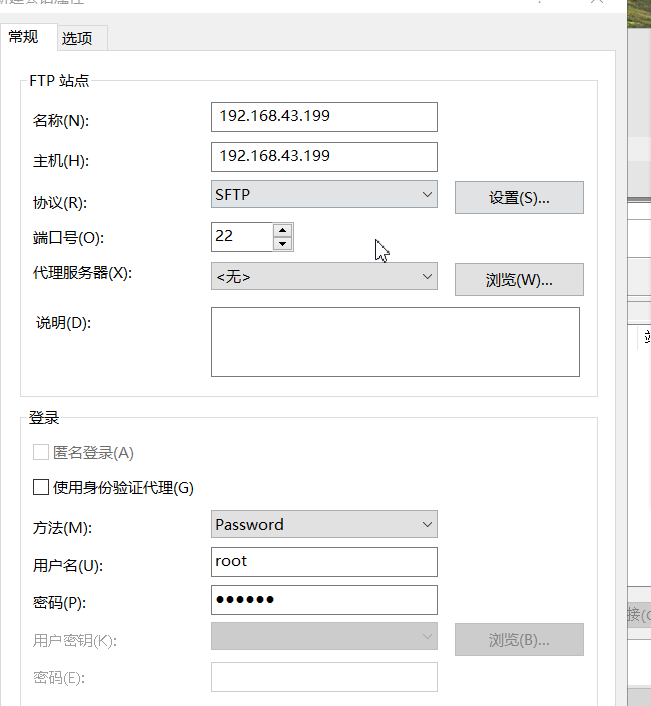 常规 选项
FTP 站点
名称(N): 192.168.43.199
主机(H): 192.168.43.199
协议(R): SFTP 设置(S)...
端口号(O): 22
代理服务器(X): <无> 浏览(W)...
说明(D):
登录
匿名登录(A)
使用身份验证代理(G)
方法(M): Password
用户名(U): root
密码(P): ●●●●●●
用户密钥(K): 浏览(B)...
密码(E):